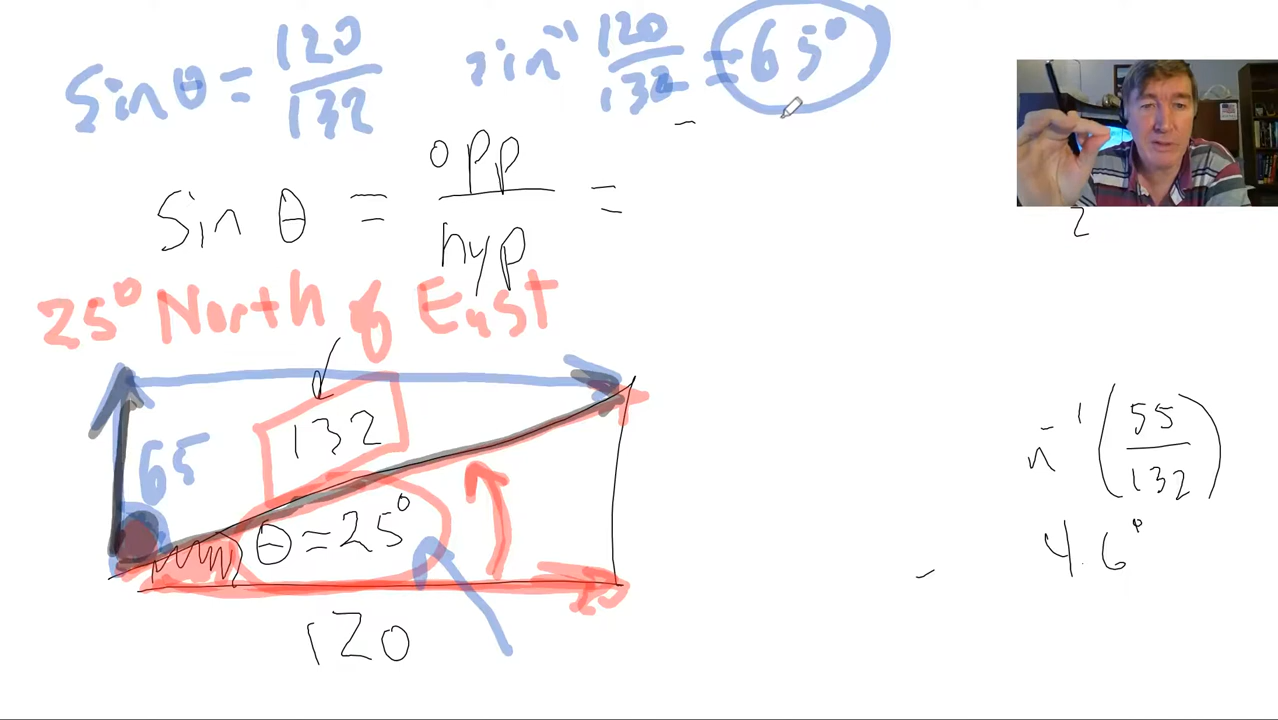 sin θ = 120/132
sin⁻¹ 120/132 = 65°
sin θ = opp/hyp =
2
25° North of East
132
65
θ = 25°
120
n⁻¹ (55/132)
4.6°